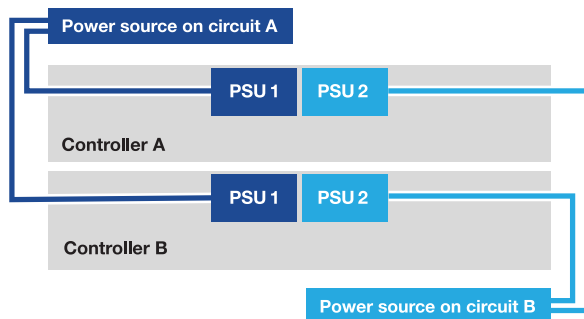 Power source on circuit A
PSU 1
PSU 2
Controller A
PSU 1
PSU 2
Controller B
Power source on circuit B